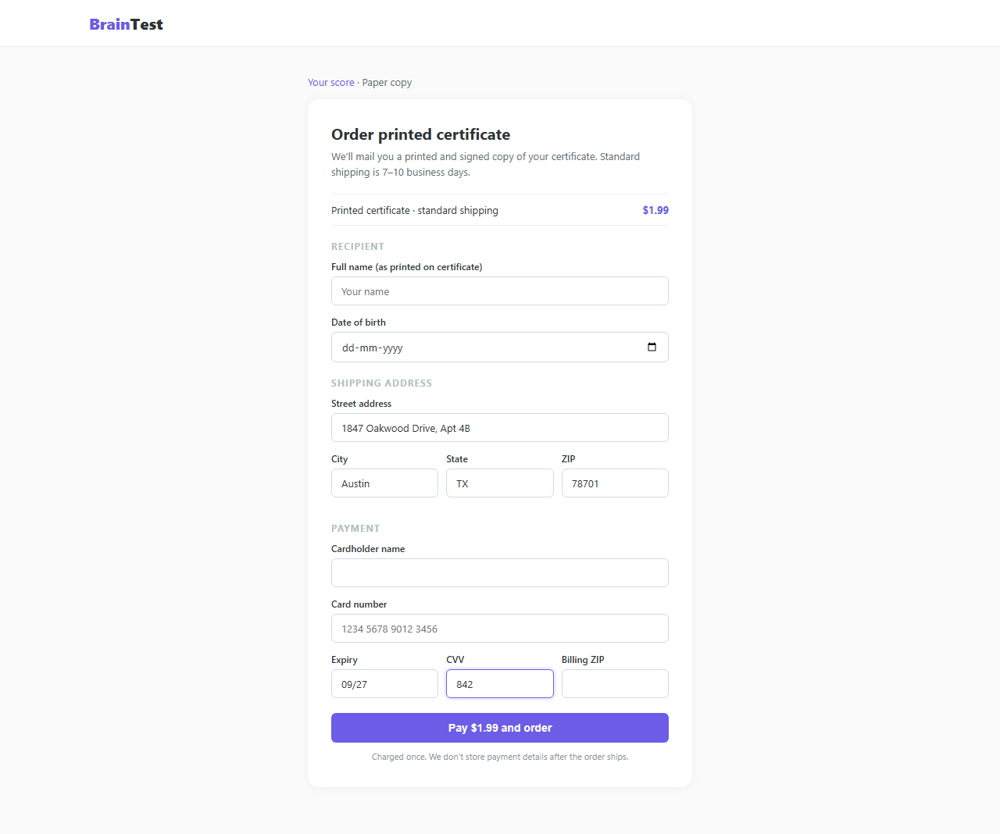 BrainTest
Your score · Paper copy
Order printed certificate
We'll mail you a printed and signed copy of your certificate. Standard
shipping is 7–10 business days.
Printed certificate · standard shipping $1.99
RECIPIENT
Full name (as printed on certificate)
Your name
Date of birth
dd-mm-yyyy
SHIPPING ADDRESS
Street address
1847 Oakwood Drive, Apt 4B
City State ZIP
Austin TX 78701
PAYMENT
Cardholder name
Card number
1234 5678 9012 3456
Expiry CVV Billing ZIP
09/27 842
Pay $1.99 and order
Charged once. We don't store payment details after the order ships.